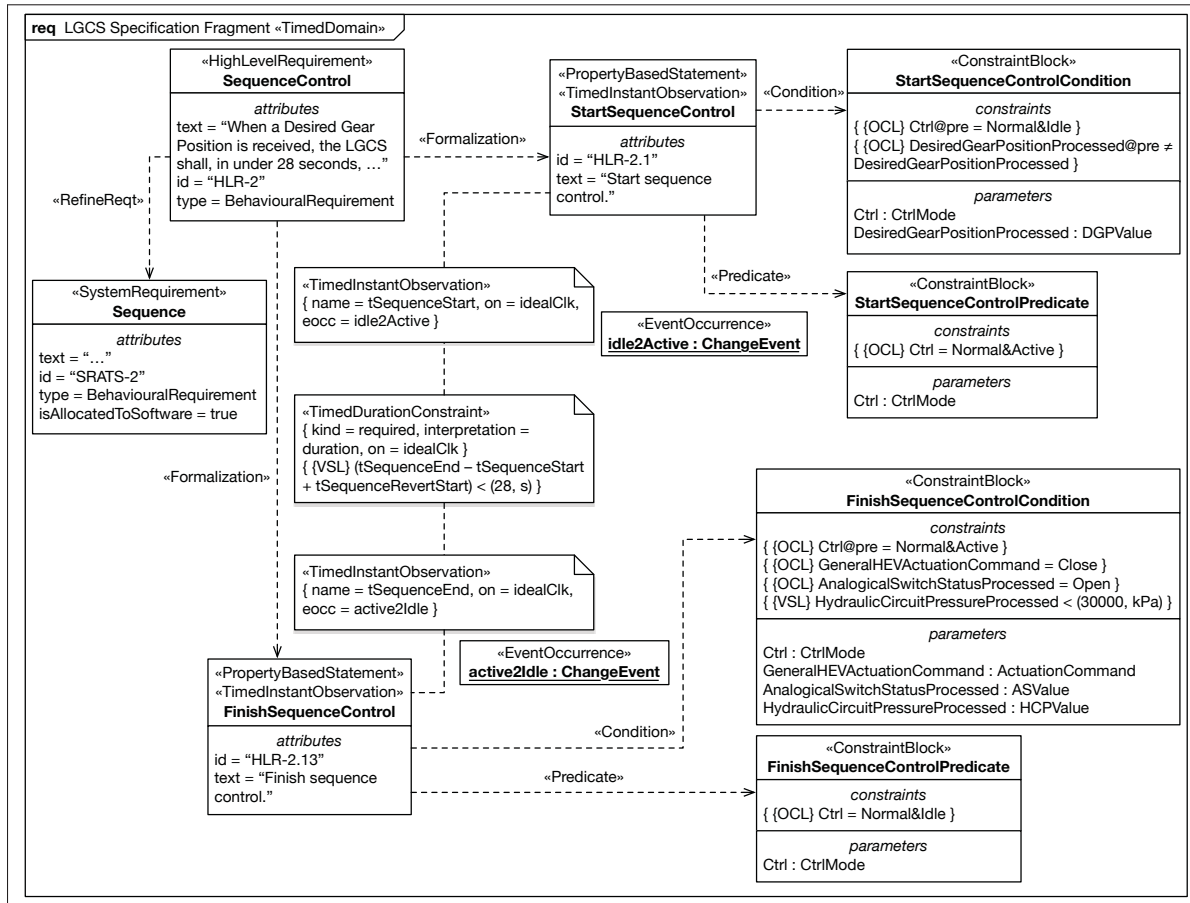 req LGCS Specification Fragment «TimedDomain»
«HighLevelRequirement»
SequenceControl
attributes
text = “When a Desired Gear
Position is received, the LGCS
shall, in under 28 seconds, …”
id = “HLR-2”
type = BehaviouralRequirement
«Formalization»
«PropertyBasedStatement»
«TimedInstantObservation»
StartSequenceControl
attributes
id = “HLR-2.1”
text = “Start sequence
control.”
«Condition»
«ConstraintBlock»
StartSequenceControlCondition
constraints
{ {OCL} Ctrl@pre = Normal&Idle }
{ {OCL} DesiredGearPositionProcessed@pre ≠
DesiredGearPositionProcessed }
parameters
Ctrl : CtrlMode
DesiredGearPositionProcessed : DGPValue
«RefineReqt»
«SystemRequirement»
Sequence
attributes
text = “…”
id = “SRATS-2”
type = BehaviouralRequirement
isAllocatedToSoftware = true
«TimedInstantObservation»
{ name = tSequenceStart, on = idealClk,
eocc = idle2Active }
«Predicate»
«EventOccurrence»
idle2Active : ChangeEvent
«ConstraintBlock»
StartSequenceControlPredicate
constraints
{ {OCL} Ctrl = Normal&Active }
parameters
Ctrl : CtrlMode
«TimedDurationConstraint»
{ kind = required, interpretation =
duration, on = idealClk }
{ {VSL} (tSequenceEnd – tSequenceStart
+ tSequenceRevertStart) < (28, s) }
«Formalization»
«TimedInstantObservation»
{ name = tSequenceEnd, on = idealClk,
eocc = active2Idle }
«EventOccurrence»
active2Idle : ChangeEvent
«ConstraintBlock»
FinishSequenceControlCondition
constraints
{ {OCL} Ctrl@pre = Normal&Active }
{ {OCL} GeneralHEVActuationCommand = Close }
{ {OCL} AnalogicalSwitchStatusProcessed = Open }
{ {VSL} HydraulicCircuitPressureProcessed < (30000, kPa) }
parameters
Ctrl : CtrlMode
GeneralHEVActuationCommand : ActuationCommand
AnalogicalSwitchStatusProcessed : ASValue
HydraulicCircuitPressureProcessed : HCPValue
«PropertyBasedStatement»
«TimedInstantObservation»
FinishSequenceControl
attributes
id = “HLR-2.13”
text = “Finish sequence
control.”
«Condition»
«Predicate»
«ConstraintBlock»
FinishSequenceControlPredicate
constraints
{ {OCL} Ctrl = Normal&Idle }
parameters
Ctrl : CtrlMode